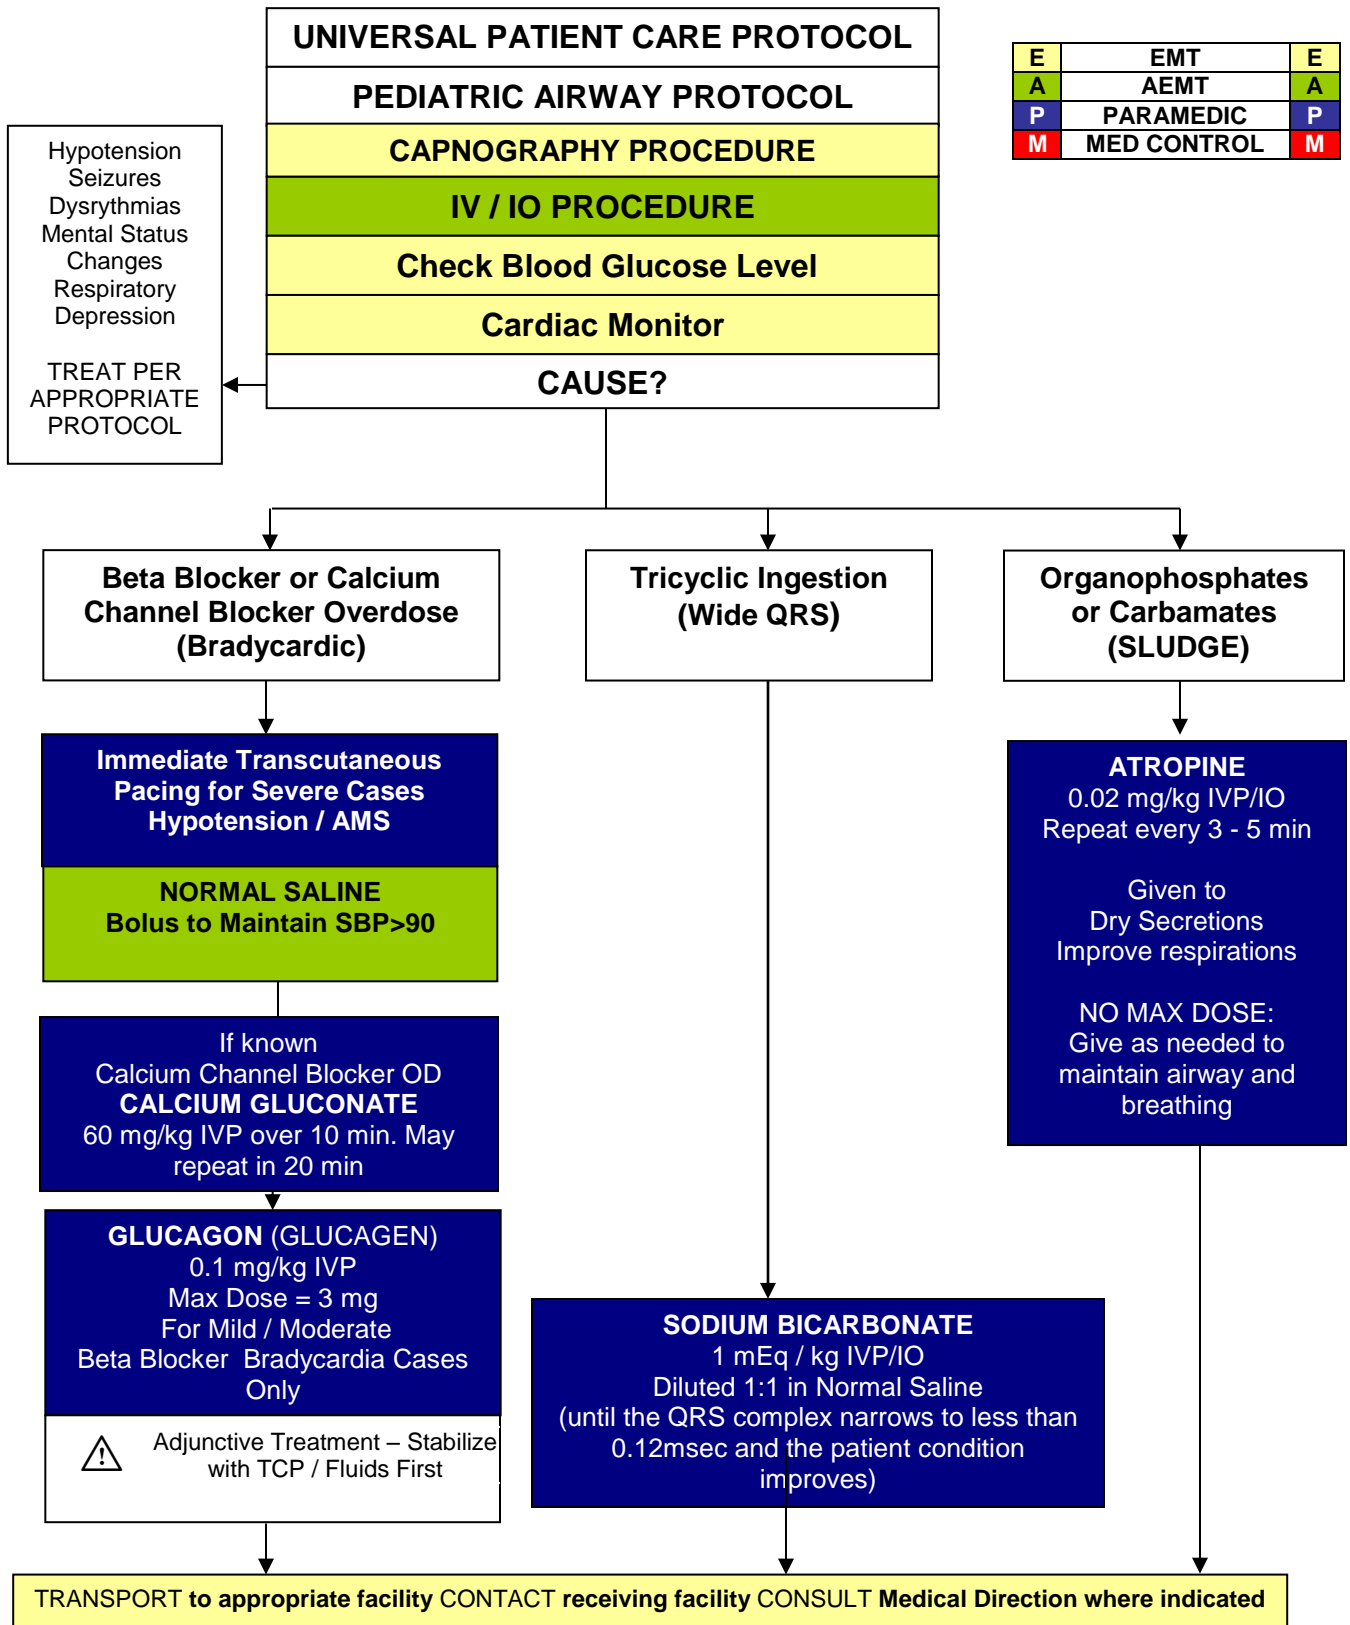 UNIVERSAL PATIENT CARE PROTOCOL
PEDIATRIC AIRWAY PROTOCOL
CAPNOGRAPHY PROCEDURE
IV / IO PROCEDURE
Check Blood Glucose Level
Cardiac Monitor
CAUSE?
E EMT E
A AEMT A
P PARAMEDIC P
M MED CONTROL M
Hypotension
Seizures
Dysrythmias
Mental Status
Changes
Respiratory
Depression
TREAT PER
APPROPRIATE
PROTOCOL
Beta Blocker or Calcium
Channel Blocker Overdose
(Bradycardic)
Immediate Transcutaneous
Pacing for Severe Cases
Hypotension / AMS
NORMAL SALINE
Bolus to Maintain SBP>90
If known
Calcium Channel Blocker OD
CALCIUM GLUCONATE
60 mg/kg IVP over 10 min. May
repeat in 20 min
GLUCAGON (GLUCAGEN)
0.1 mg/kg IVP
Max Dose = 3 mg
For Mild / Moderate
Beta Blocker Bradycardia Cases
Only
Adjunctive Treatment – Stabilize
with TCP / Fluids First
Tricyclic Ingestion
(Wide QRS)
SODIUM BICARBONATE
1 mEq / kg IVP/IO
Diluted 1:1 in Normal Saline
(until the QRS complex narrows to less than
0.12msec and the patient condition
improves)
Organophosphates
or Carbamates
(SLUDGE)
ATROPINE
0.02 mg/kg IVP/IO
Repeat every 3 - 5 min
Given to
Dry Secretions
Improve respirations
NO MAX DOSE:
Give as needed to
maintain airway and
breathing
TRANSPORT to appropriate facility CONTACT receiving facility CONSULT Medical Direction where indicated